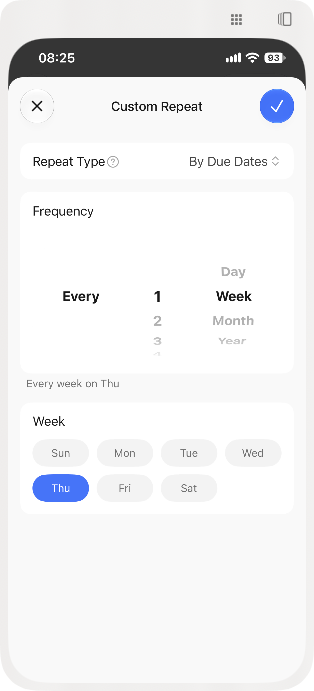 08:25
93
Custom Repeat
Repeat Type ? By Due Dates
Frequency
Day
Every 1 Week
2 Month
3 Year
Every week on Thu
Week
Sun Mon Tue Wed
Thu Fri Sat